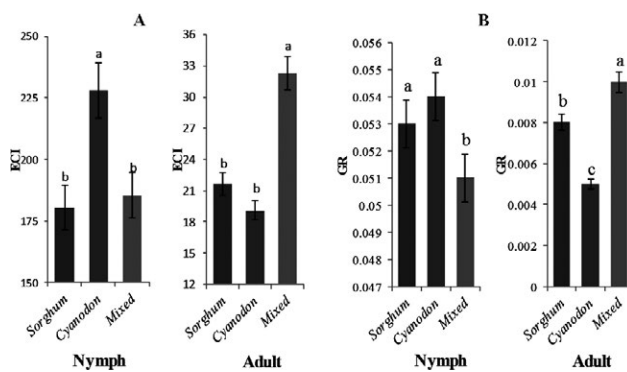 A
B
250
225
200
175
150
ECI
b
a
b
Sorghum
Cyanodon
Mixed
Nymph
36
33
30
27
24
21
18
15
12
ECI
b
b
a
Sorghum
Cyanodon
Mixed
Adult
0.056
0.055
0.054
0.053
0.052
0.051
0.05
0.049
0.048
0.047
GR
a
a
b
Sorghum
Cyanodon
Mixed
Nymph
0.012
0.01
0.008
0.006
0.004
0.002
0
GR
b
c
a
Sorghum
Cyanodon
Mixed
Adult